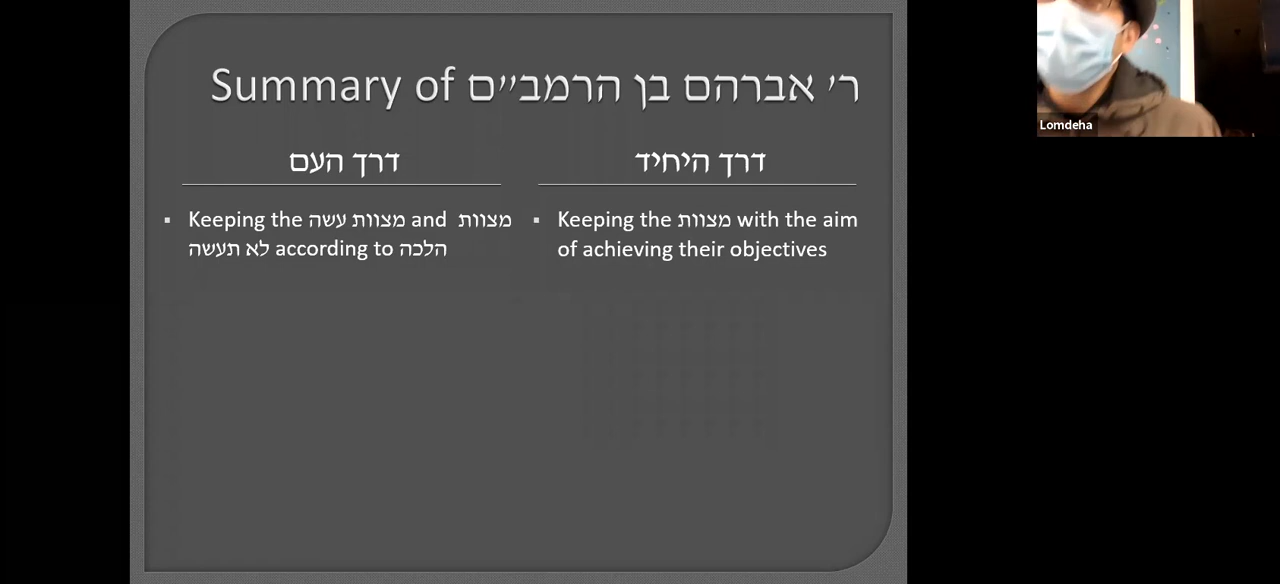 Summary of ר׳ אברהם בן הרמב״ים
דרך העם
Keeping the מצוות עשה and מצוות
לא תעשה according to הלכה
דרך היחיד
Keeping the מצוות with the aim
of achieving their objectives
Lomdeha